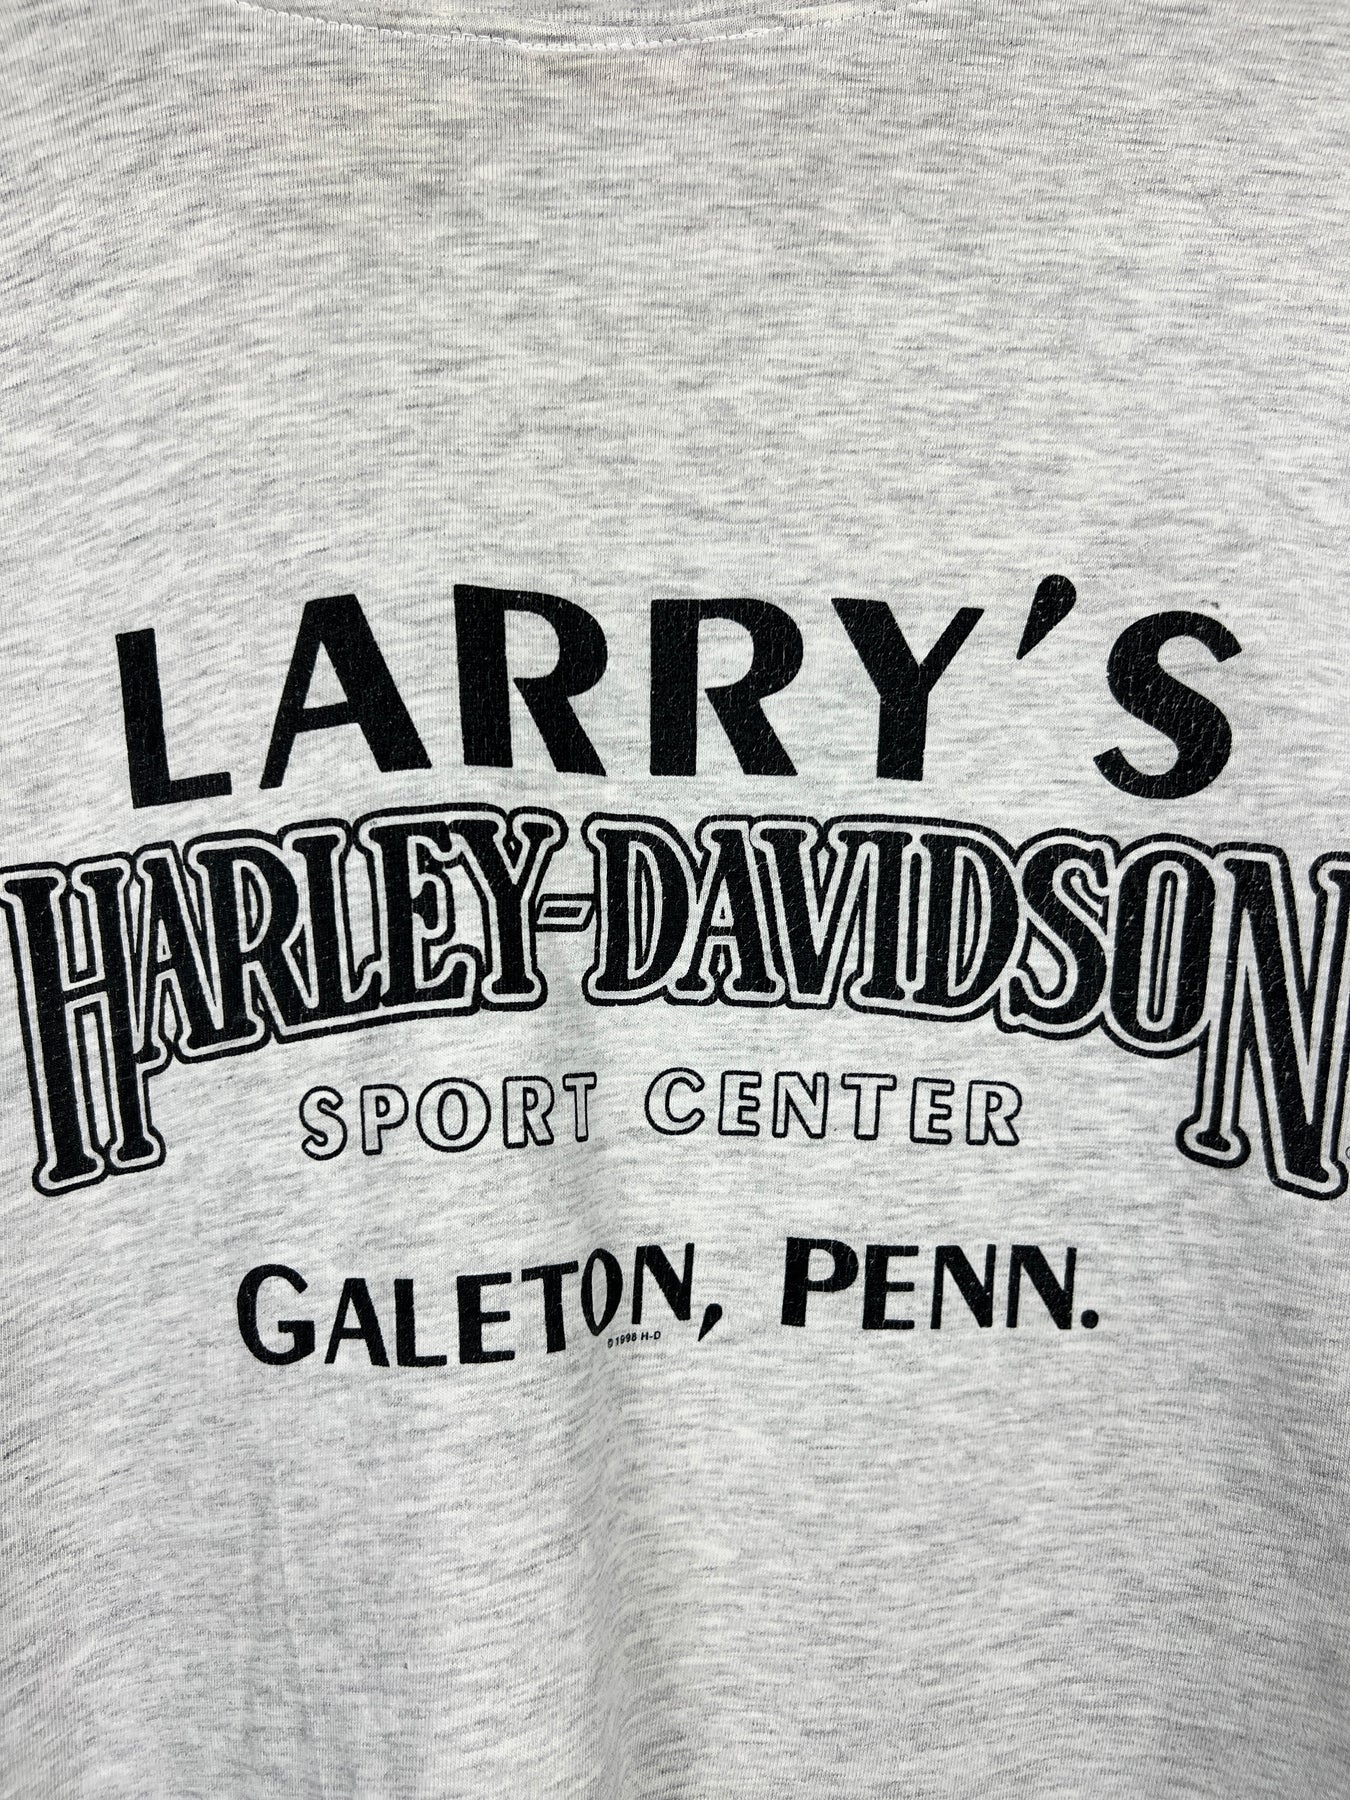 LARRY'S
HARLEY-DAVIDSON
SPORT CENTER
GALETON, PENN.
©1998 H-D